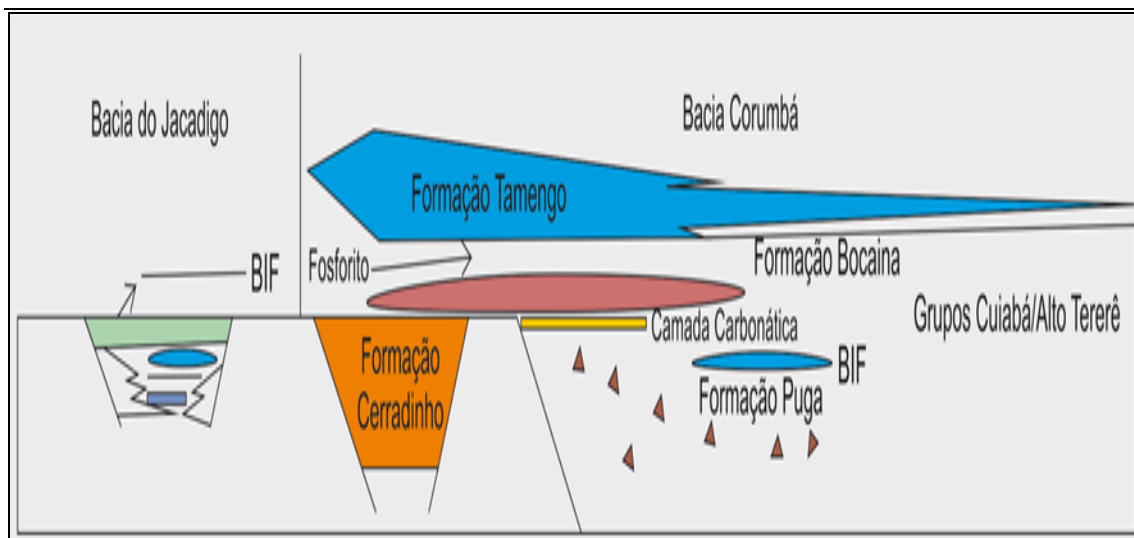 Bacia do Jacadigo
Bacia Corumbá
Formação Tamengo
BIF
Fosforito
Formação Bocaina
Grupos Cuiabá/Alto Tererê
Camada Carbonática
Formação
Cerradinho
BIF
Formação Puga